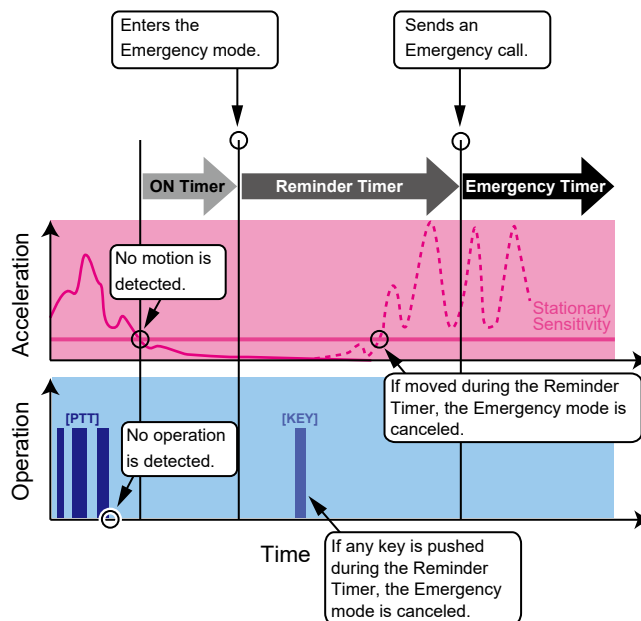 Enters the
Emergency mode.
Sends an
Emergency call.
ON Timer
Reminder Timer
Emergency Timer
Acceleration
No motion is
detected.
Stationary
Sensitivity
If moved during the Reminder
Timer, the Emergency mode is
canceled.
Operation
[PTT]
No operation
is detected.
[KEY]
Time
If any key is pushed
during the Reminder
Timer, the Emergency
mode is canceled.